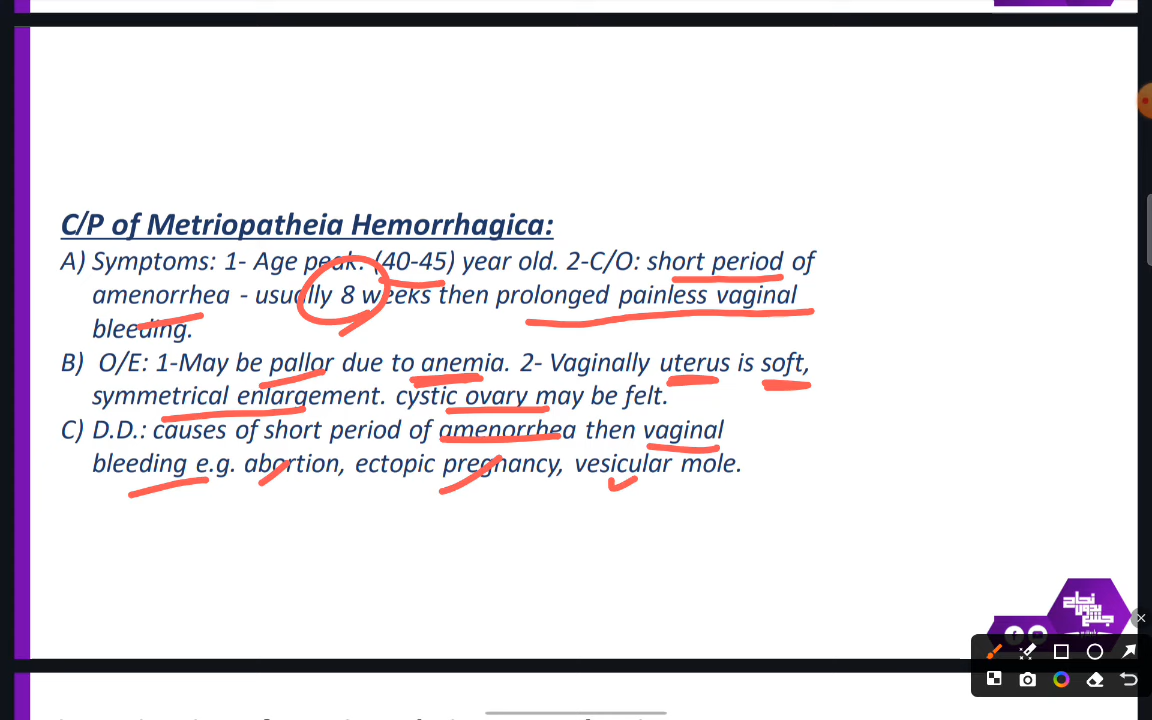 C/P of Metriopatheia Hemorrhagica:
A) Symptoms: 1- Age peak: (40-45) year old. 2-C/O: short period of
amenorrhea - usually 8 weeks then prolonged painless vaginal
bleeding.
B) O/E: 1-May be pallor due to anemia. 2- Vaginally uterus is soft,
symmetrical enlargement. cystic ovary may be felt.
C) D.D.: causes of short period of amenorrhea then vaginal
bleeding e.g. abortion, ectopic pregnancy, vesicular mole.